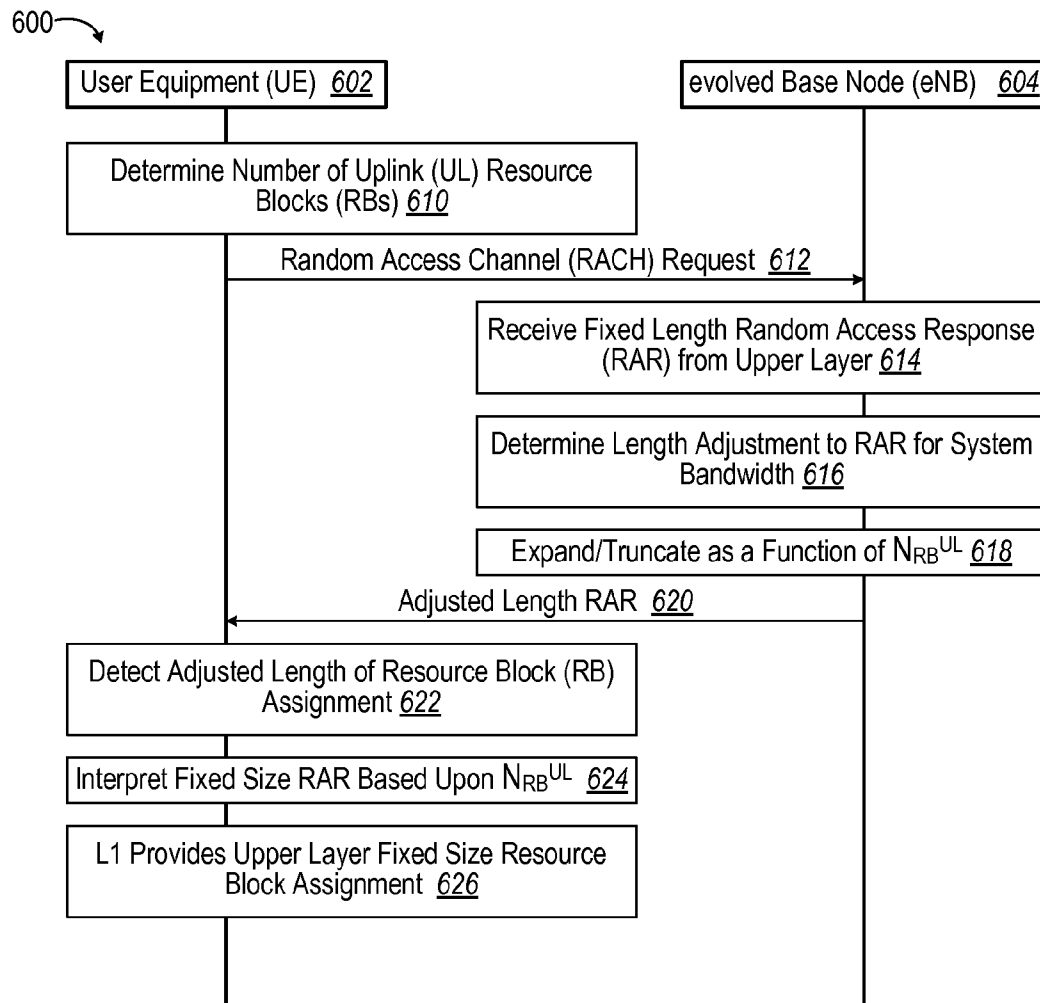 600
User Equipment (UE) 602
evolved Base Node (eNB) 604
Determine Number of Uplink (UL) Resource
Blocks (RBs) 610
Random Access Channel (RACH) Request 612
Receive Fixed Length Random Access Response
(RAR) from Upper Layer 614
Determine Length Adjustment to RAR for System
Bandwidth 616
Expand/Truncate as a Function of N_RB^UL 618
Adjusted Length RAR 620
Detect Adjusted Length of Resource Block (RB)
Assignment 622
Interpret Fixed Size RAR Based Upon N_RB^UL 624
L1 Provides Upper Layer Fixed Size Resource
Block Assignment 626